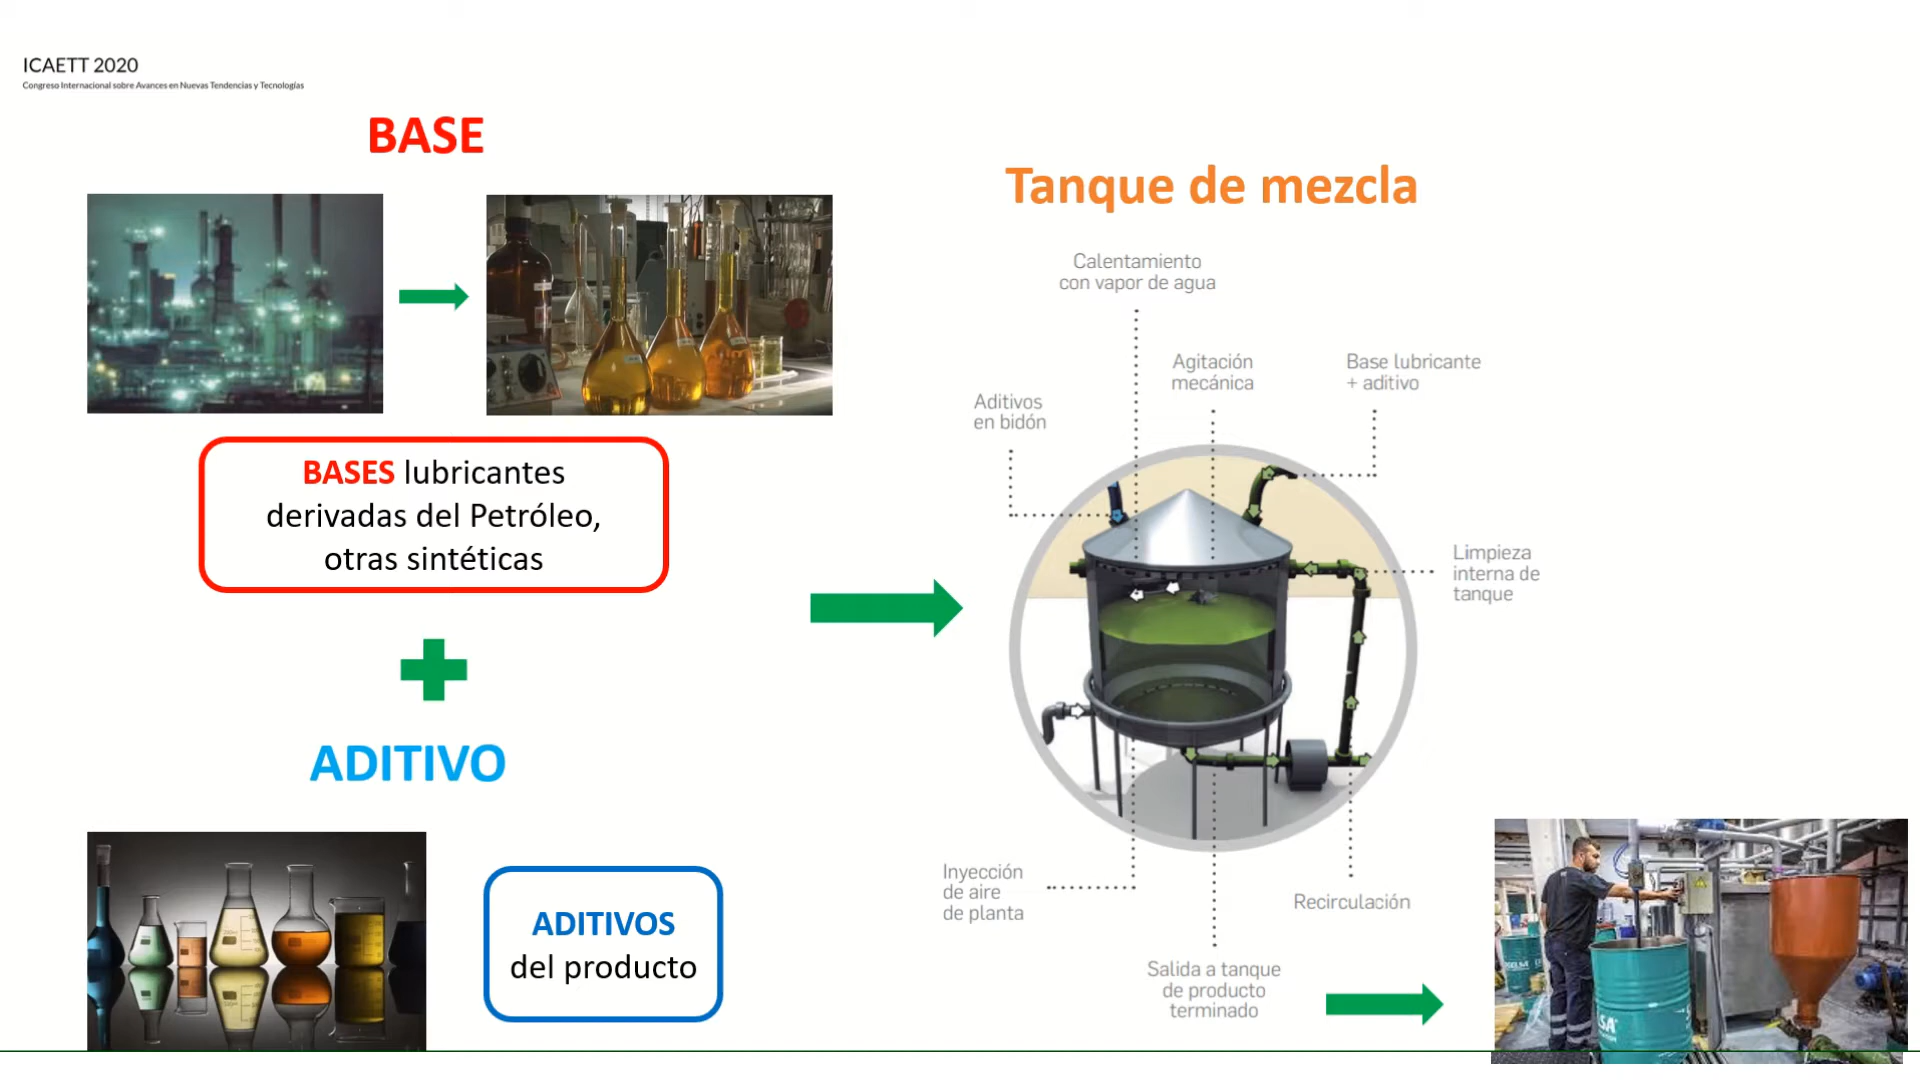 ICAETT 2020
Congreso Internacional sobre Avances en Nuevas Tendencias y Tecnologías
BASE
BASES lubricantes
derivadas del Petróleo,
otras sintéticas
ADITIVO
ADITIVOS
del producto
Tanque de mezcla
Calentamiento
con vapor de agua
Agitación
mecánica
Base lubricante
+ aditivo
Aditivos
en bidón
Limpieza
interna de
tanque
Inyección
de aire
de planta
Recirculación
Salida a tanque
de producto
terminado